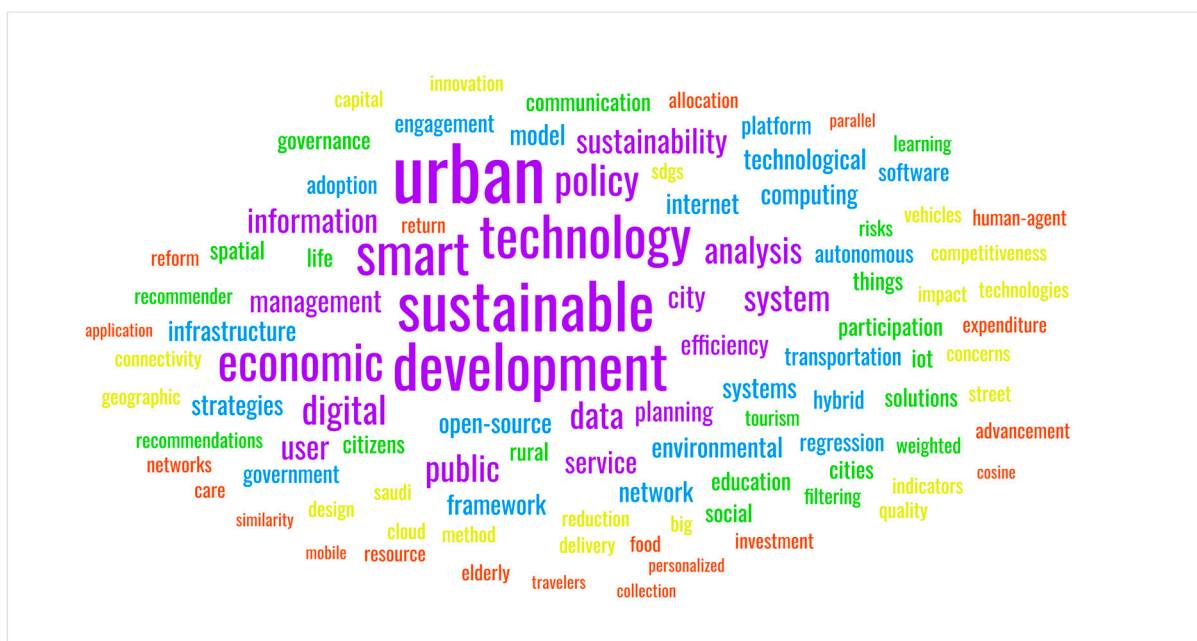 innovation
capital communication allocation
engagement model sustainability platform parallel
governance technological learning
urban policy sdgs software
adoption internet computing
information return technology vehicles human-agent
reform spatial life smart analysis risks autonomous competitiveness
recommender management sustainable city system things impact technologies
application infrastructure participation expenditure
connectivity economic development efficiency transportation iot concerns
geographic strategies digital open-source data planning systems hybrid solutions street
recommendations user citizens rural tourism environmental regression weighted advancement
networks government public service cities cosine
care saudi framework network education filtering indicators
similarity design cloud method reduction big social quality
mobile resource delivery food investment
elderly travelers personalized
collection